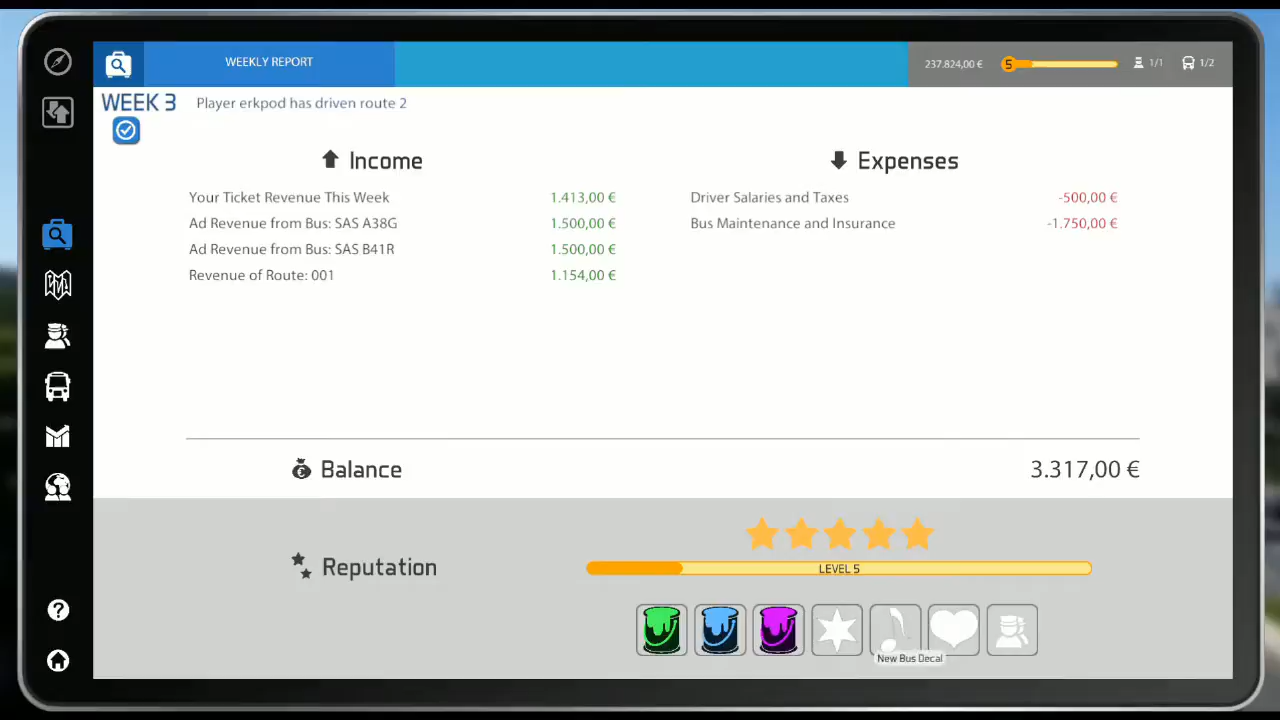 WEEKLY REPORT
237.824,00 €
5
1/1
1/2
WEEK 3
Player erkpod has driven route 2
Income
Expenses
Your Ticket Revenue This Week 1.413,00 €
Driver Salaries and Taxes -500,00 €
Ad Revenue from Bus: SAS A38G 1.500,00 €
Bus Maintenance and Insurance -1.750,00 €
Ad Revenue from Bus: SAS B41R 1.500,00 €
Revenue of Route: 001 1.154,00 €
Balance 3.317,00 €
Reputation
LEVEL 5
New Bus Decal